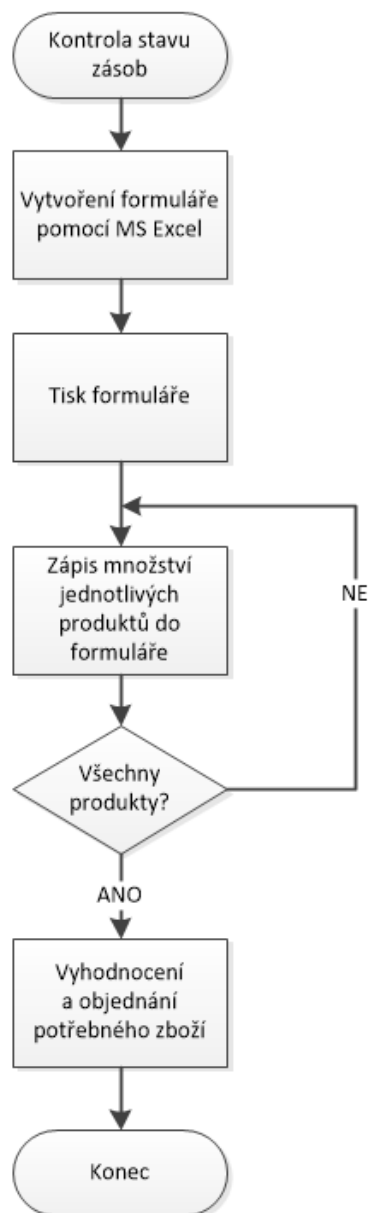 Kontrola stavu
zásob
Vytvoření formuláře
pomocí MS Excel
Tisk formuláře
Zápis množství
jednotlivých
produktů do
formuláře
NE
Všechny
produkty?
ANO
Vyhodnocení
a objednání
potřebného zboží
Konec